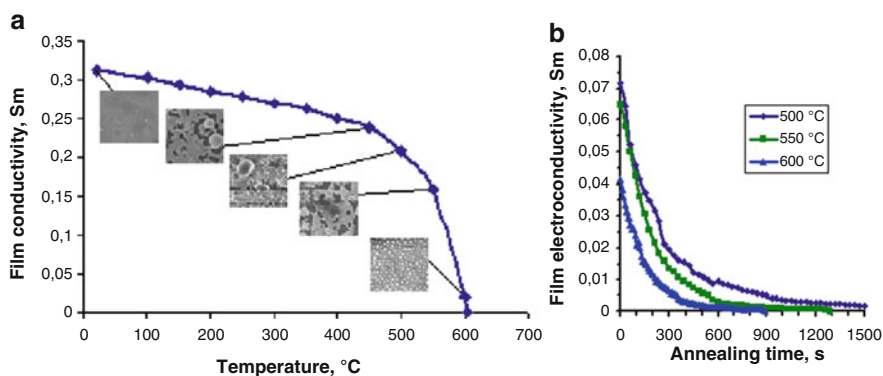 a
Film conductivity, Sm
0,35
0,3
0,25
0,2
0,15
0,1
0,05
0
100 200 300 400 500 600 700
Temperature, °C
b
Film electroconductivity, Sm
0,08
0,07
0,06
0,05
0,04
0,03
0,02
0,01
0,00
500 °C
550 °C
600 °C
0 300 600 900 1200 1500
Annealing time, s